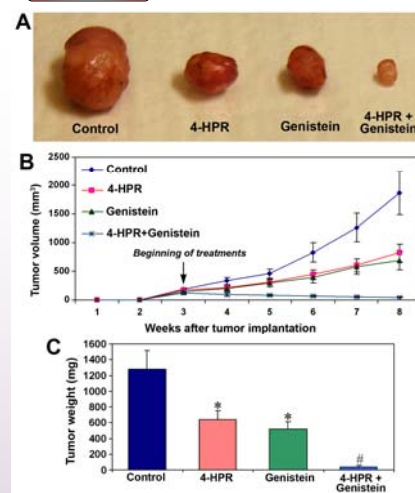 A
Control
4-HPR
Genistein
4-HPR +
Genistein
B
Tumor volume (mm³)
2500
2000
1500
1000
500
0
Control
4-HPR
Genistein
4-HPR+Genistein
Beginning of treatments
1 2 3 4 5 6 7 8
Weeks after tumor implantation
C
Tumor weight (mg)
1600
1400
1200
1000
800
600
400
200
0
*
*
#
Control
4-HPR
Genistein
4-HPR +
Genistein